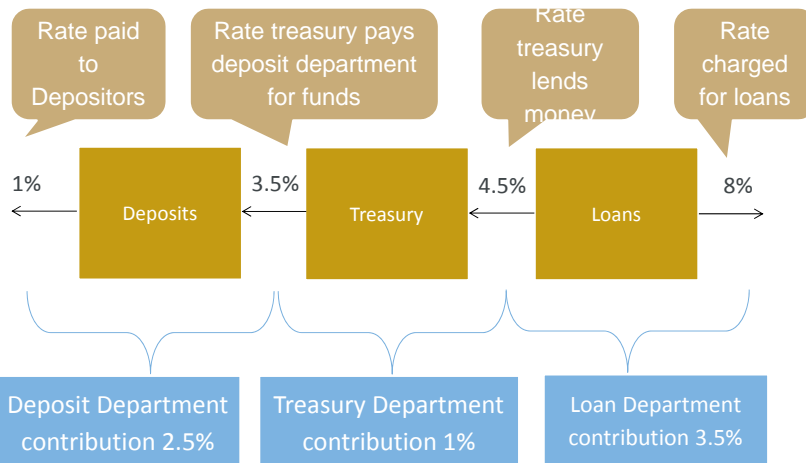 Rate paid
to
Depositors
Rate treasury pays
deposit department
for funds
Rate
treasury
lends
money
Rate
charged
for loans
1%
3.5%
4.5%
8%
Deposits
Treasury
Loans
Deposit Department
contribution 2.5%
Treasury Department
contribution 1%
Loan Department
contribution 3.5%